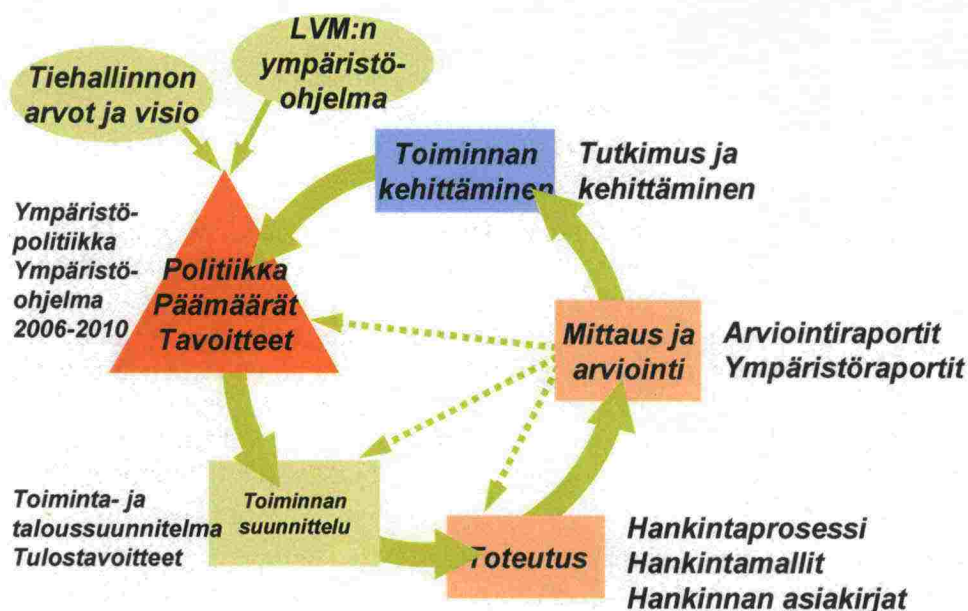 Tiehallinnon
arvot ja visio
LVM:n
ympäristö-
ohjelma
Toiminnan
kehittäminen
Tutkimus ja
kehittäminen
Ympäristö-
politiikka
Ympäristö-
ohjelma
2006-2010
Politiikka
Päämäärät
Tavoitteet
Mittaus ja
arviointi
Arviointiraportit
Ympäristöraportit
Toiminta- ja
taloussuunnitelma
Tulostavoitteet
Toiminnan
suunnittelu
Toteutus
Hankintaprosessi
Hankintamallit
Hankinnan asiakirjat